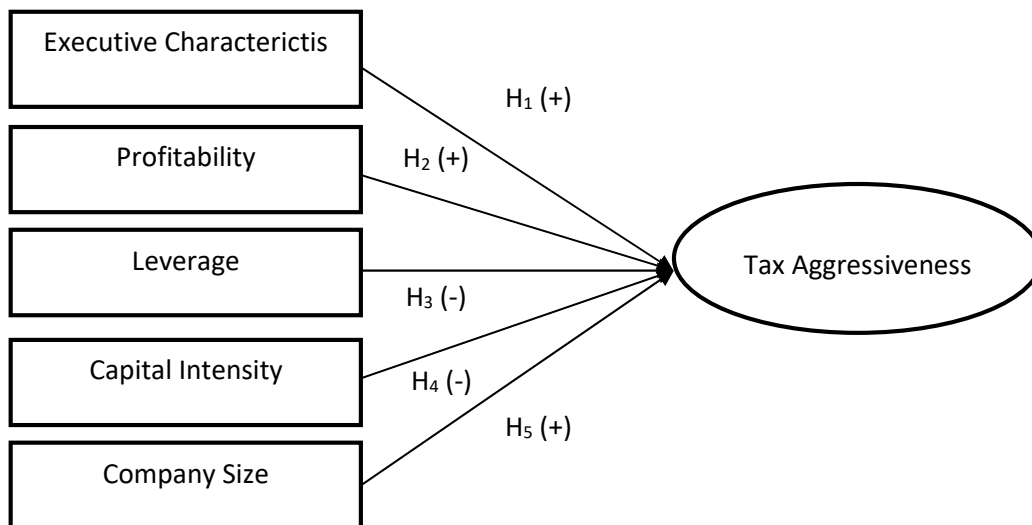 Executive Characterictis
H₁ (+)
Profitability
H₂ (+)
Leverage
Tax Aggressiveness
H₃ (-)
Capital Intensity
H₄ (-)
H₅ (+)
Company Size